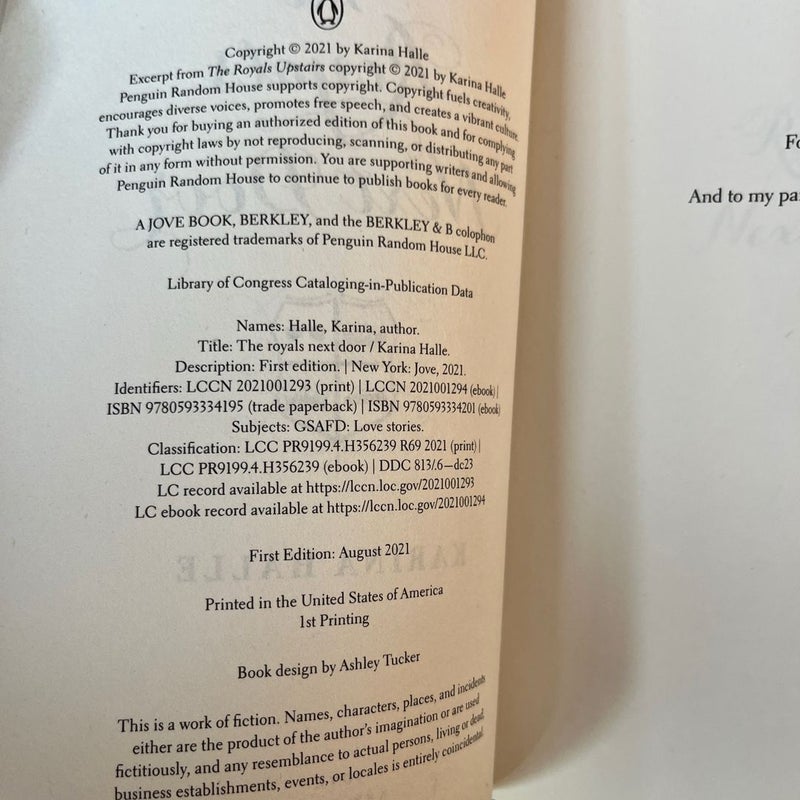 Copyright © 2021 by Karina Halle
Excerpt from The Royals Upstairs copyright © 2021 by Karina Halle
Penguin Random House supports copyright. Copyright fuels creativity,
encourages diverse voices, promotes free speech, and creates a vibrant culture.
Thank you for buying an authorized edition of this book and for complying
with copyright laws by not reproducing, scanning, or distributing any part
of it in any form without permission. You are supporting writers and allowing
Penguin Random House to continue to publish books for every reader.
A JOVE BOOK, BERKLEY, and the BERKLEY & B colophon
are registered trademarks of Penguin Random House LLC.
Library of Congress Cataloging-in-Publication Data
Names: Halle, Karina, author.
Title: The royals next door / Karina Halle.
Description: First edition. | New York: Jove, 2021.
Identifiers: LCCN 2021001293 (print) | LCCN 2021001294 (ebook) |
ISBN 9780593334195 (trade paperback) | ISBN 9780593334201 (ebook)
Subjects: GSAFD: Love stories.
Classification: LCC PR9199.4.H356239 R69 2021 (print) |
LCC PR9199.4.H356239 (ebook) | DDC 813/.6—dc23
LC record available at https://lccn.loc.gov/2021001293
LC ebook record available at https://lccn.loc.gov/2021001294
First Edition: August 2021
Printed in the United States of America
1st Printing
Book design by Ashley Tucker
This is a work of fiction. Names, characters, places, and incidents
either are the product of the author's imagination or are used
fictitiously, and any resemblance to actual persons, living or dead,
business establishments, events, or locales is entirely coincidental.
And to my